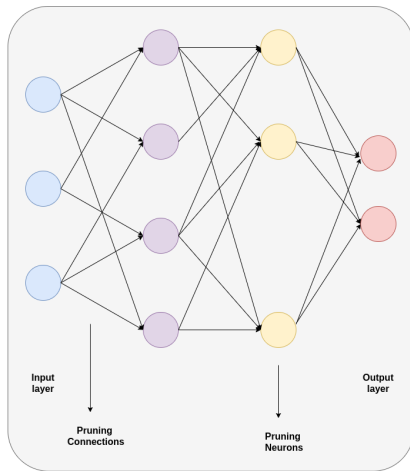 Input
layer
Output
layer
Pruning
Connections
Pruning
Neurons